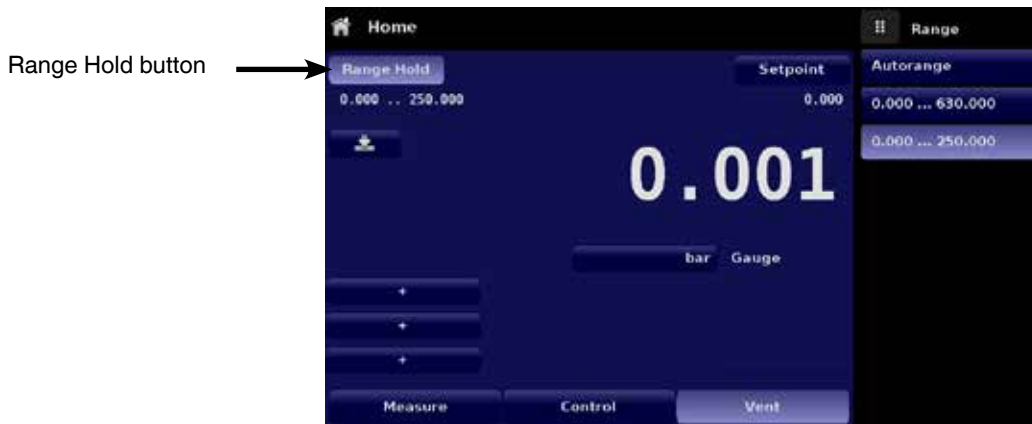 Home
Range
Range Hold button
Range Hold
Setpoint
Autorange
0.000 .. 250.000
0.000
0.000 ... 630.000
0.000 ... 250.000
0.001
bar Gauge
+
+
+
Measure
Control
Vent